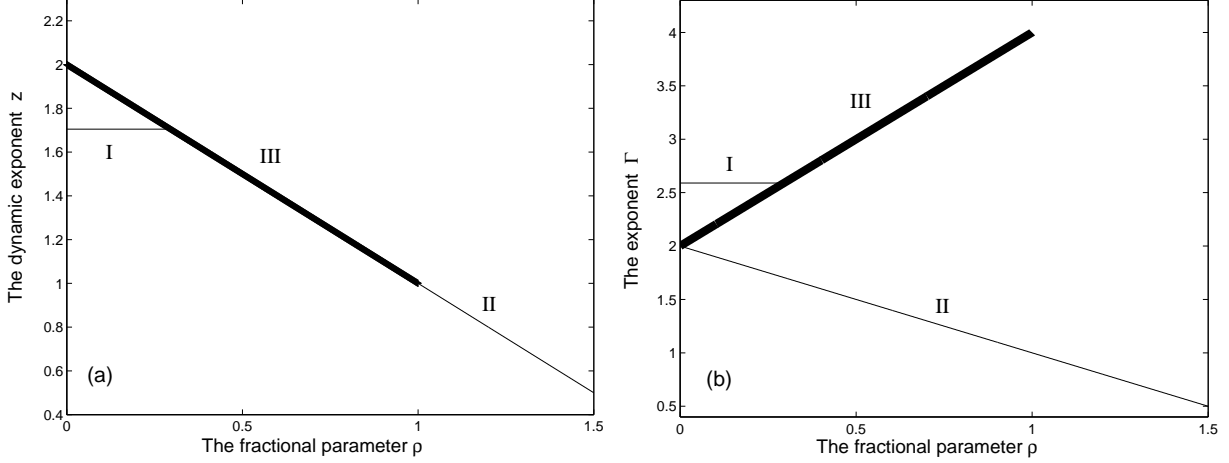 2.2
2
1.8
1.6
1.4
1.2
1
0.8
0.6
0.4
0
0.5
1
1.5
The dynamic exponent z
The fractional parameter ρ
I
III
II
(a)
4
3.5
3
2.5
2
1.5
1
0.5
0
0.5
1
1.5
The exponent Γ
The fractional parameter ρ
III
I
II
(b)